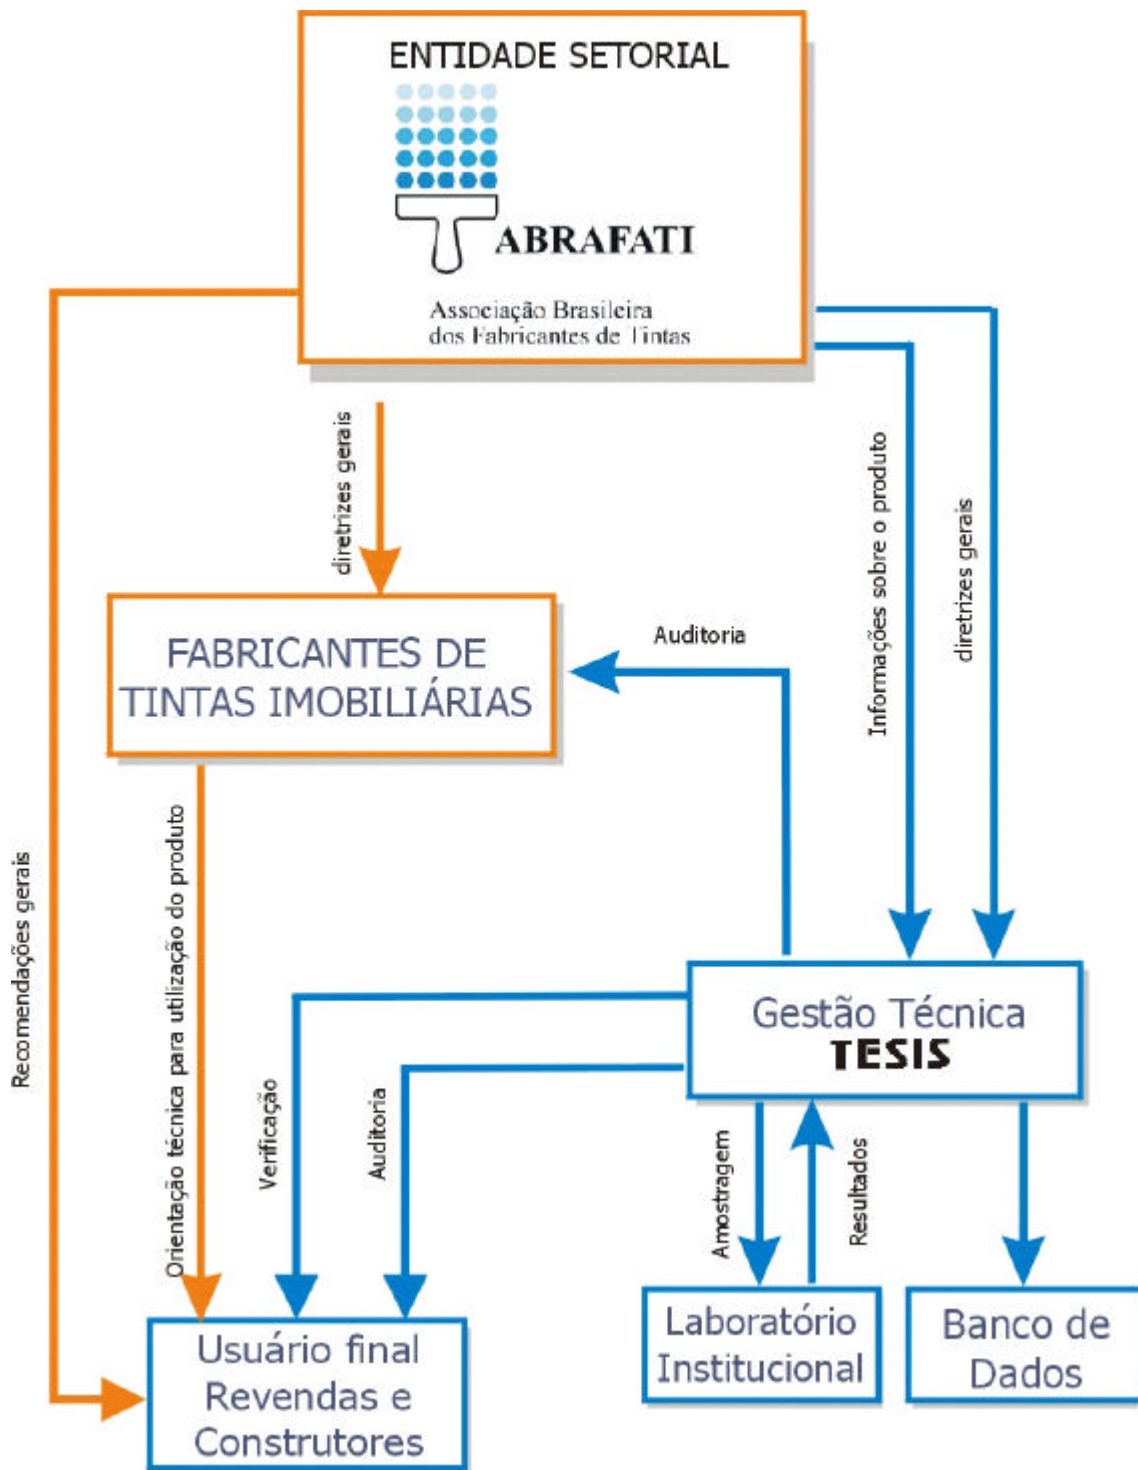 ENTIDADE SETORIAL
ABRAFATI
Associação Brasileira
dos Fabricantes de Tintas
diretrizes gerais
Informações sobre o produto
diretrizes gerais
FABRICANTES DE
TINTAS IMOBILIÁRIAS
Auditoria
Recomendações gerais
Orientação técnica para utilização do produto
Gestão Técnica
TESIS
Verificação
Auditoria
Amostragem
Resultados
Usuário final
Revendas e
Construtores
Laboratório
Institucional
Banco de
Dados